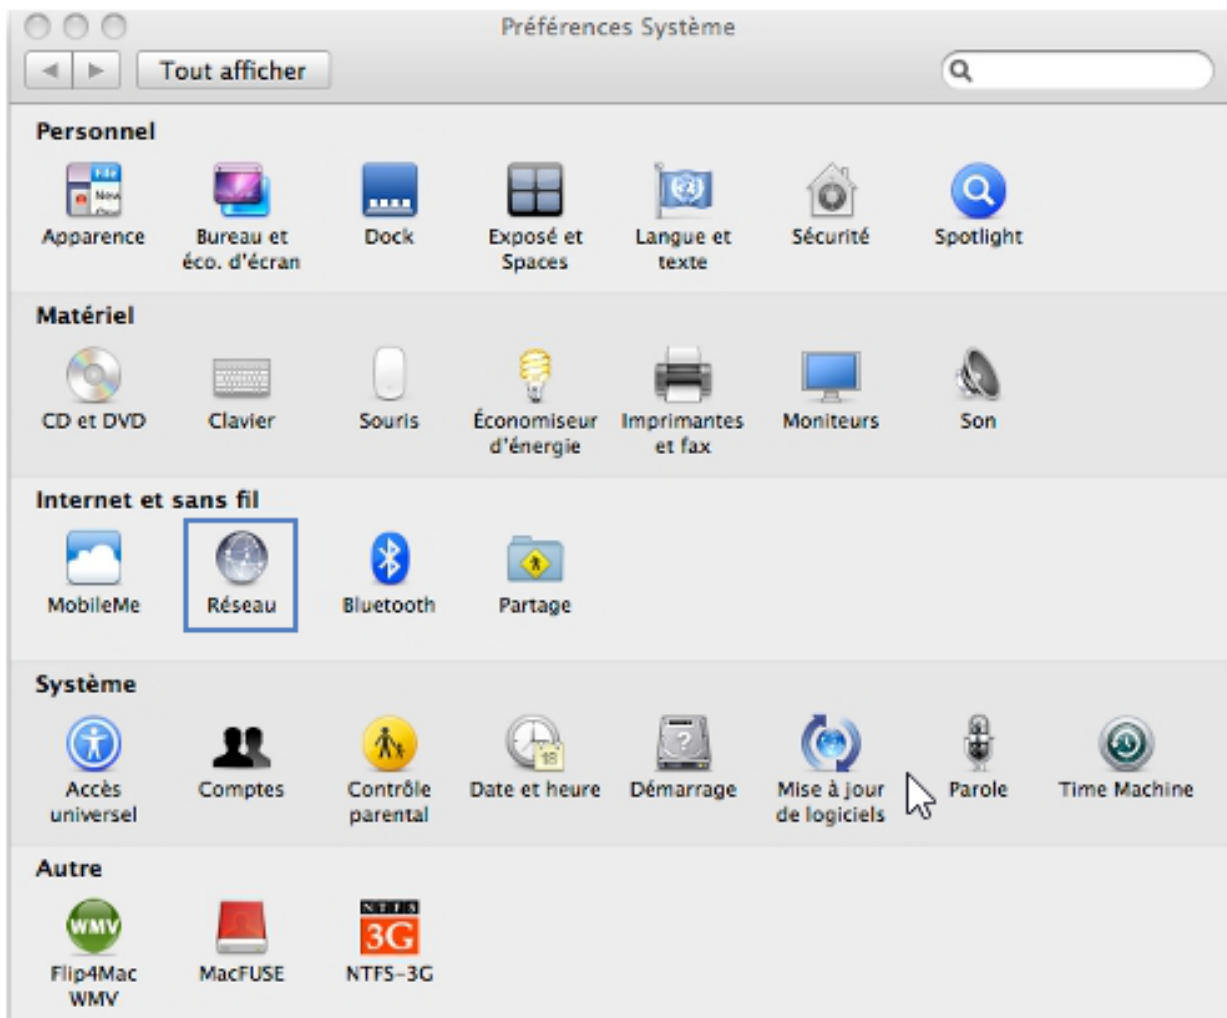 Préférences Système
Tout afficher
Personnel
File
New
Apparence
Bureau et
éco. d'écran
Dock
Exposé et
Spaces
Langue et
texte
Sécurité
Spotlight
Matériel
CD et DVD
Clavier
Souris
Économiseur
d'énergie
Imprimantes
et fax
Moniteurs
Son
Internet et sans fil
MobileMe
Réseau
Bluetooth
Partage
Système
Accès
universel
Comptes
Contrôle
parental
18
Date et heure
?
Démarrage
Mise à jour
de logiciels
Parole
Time Machine
Autre
WMV
Flip4Mac
WMV
MacFUSE
NTFS
3G
NTFS-3G